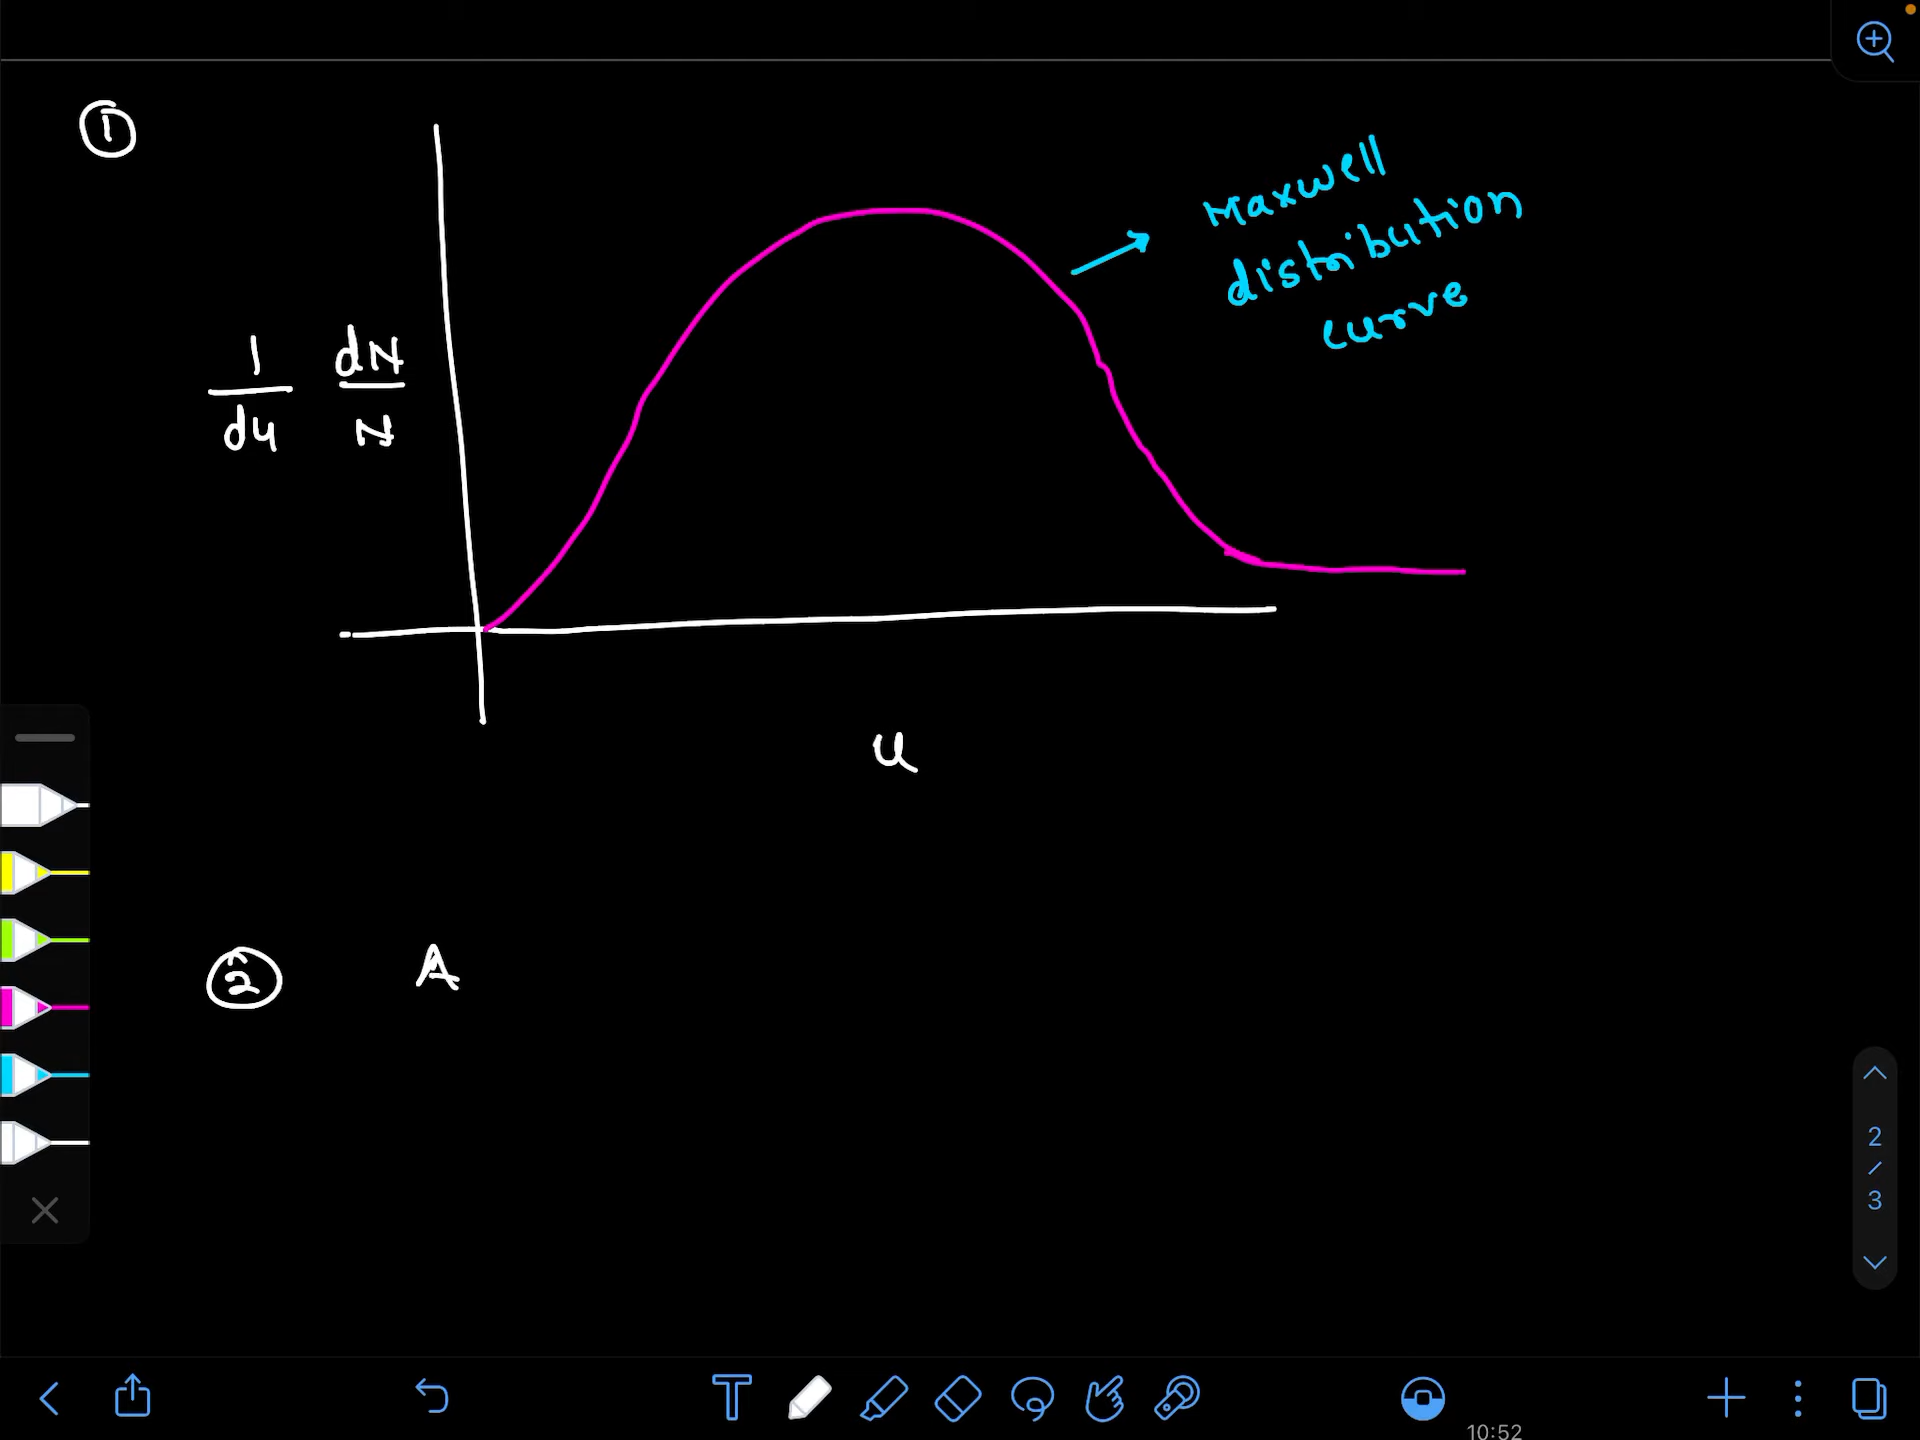 ①
Maxwell
distribution
curve
1 dN
du N
u
② A
2
/
3
10:52